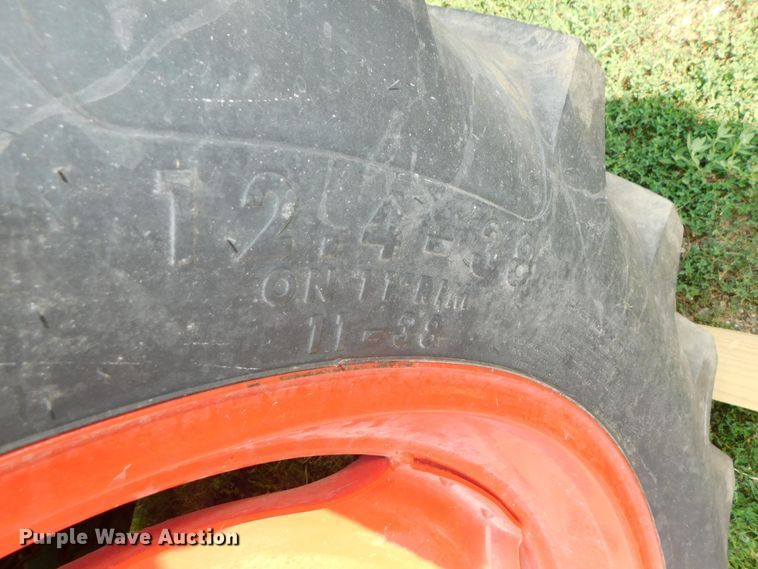 12.4-38
ON 11 RIM
11-38
Purple Wave Auction